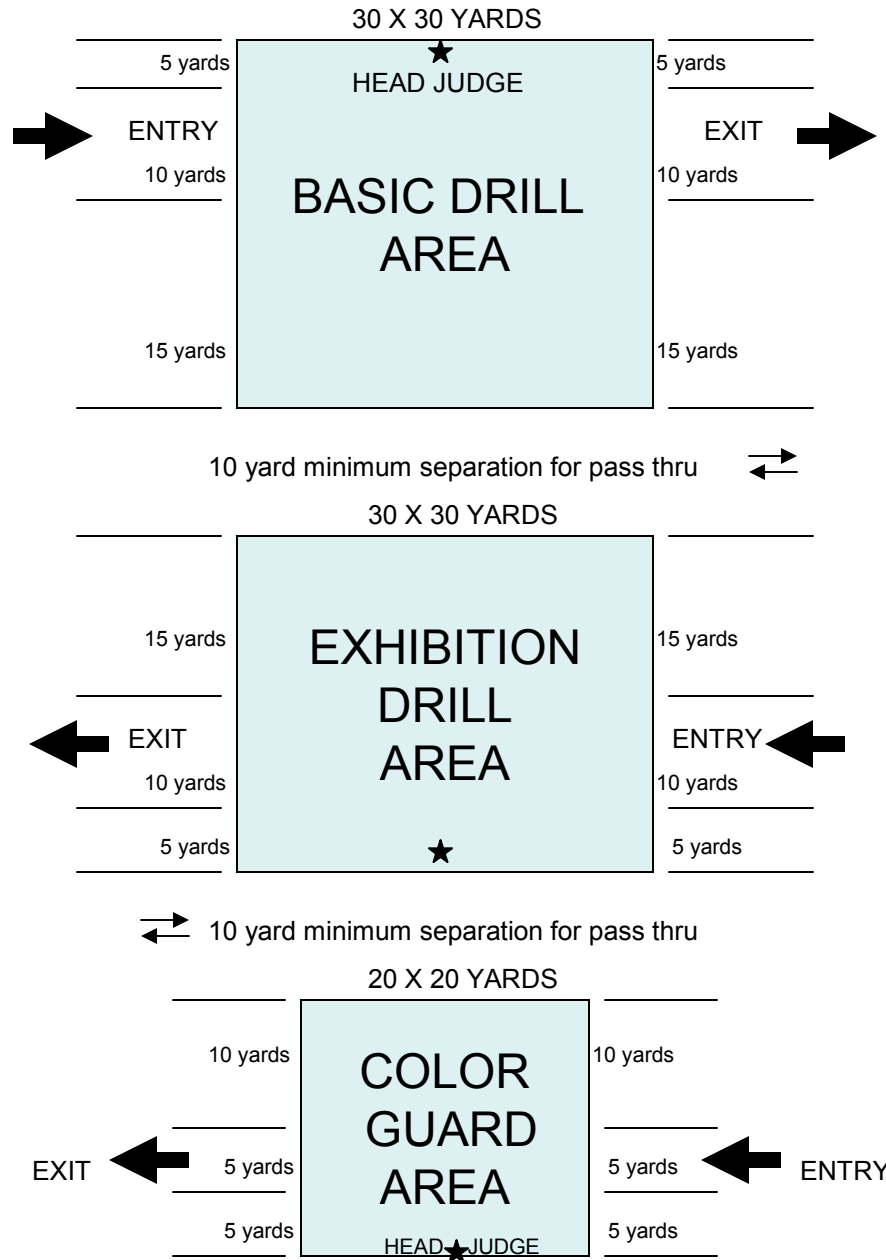 30 X 30 YARDS
5 yards
5 yards
HEAD JUDGE
ENTRY
EXIT
10 yards
10 yards
BASIC DRILL
AREA
15 yards
15 yards
10 yard minimum separation for pass thru
30 X 30 YARDS
15 yards
15 yards
EXHIBITION
DRILL
AREA
EXIT
ENTRY
10 yards
10 yards
5 yards
5 yards
10 yard minimum separation for pass thru
20 X 20 YARDS
10 yards
10 yards
COLOR
GUARD
AREA
EXIT
5 yards
5 yards
ENTRY
5 yards
5 yards
HEAD JUDGE